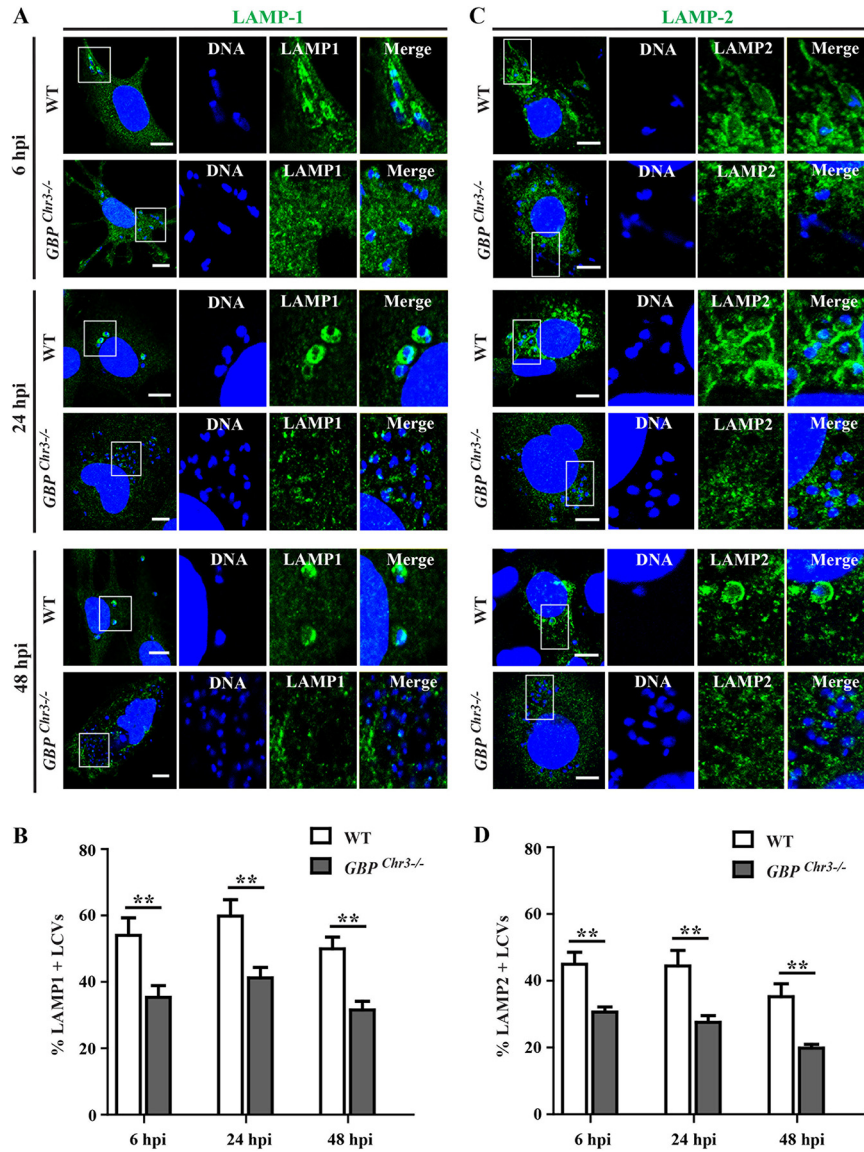 A
LAMP-1
6 hpi
WT
DNA
LAMP1
Merge
GBP Chr3-/-
DNA
LAMP1
Merge
24 hpi
WT
DNA
LAMP1
Merge
GBP Chr3-/-
DNA
LAMP1
Merge
48 hpi
WT
DNA
LAMP1
Merge
GBP Chr3-/-
DNA
LAMP1
Merge
C
LAMP-2
WT
DNA
LAMP2
Merge
GBP Chr3-/-
DNA
LAMP2
Merge
WT
DNA
LAMP2
Merge
GBP Chr3-/-
DNA
LAMP2
Merge
WT
DNA
LAMP2
Merge
GBP Chr3-/-
DNA
LAMP2
Merge
B
WT
GBP Chr3-/-
% LAMP1 + LCVs
80
60
40
20
0
**
**
**
6 hpi
24 hpi
48 hpi
D
WT
GBP Chr3-/-
% LAMP2 + LCVs
80
60
40
20
0
**
**
**
6 hpi
24 hpi
48 hpi